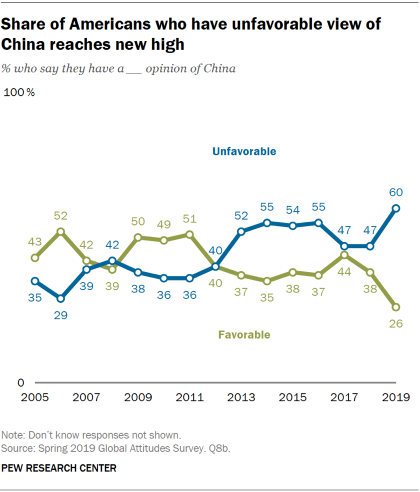 Share of Americans who have unfavorable view of
China reaches new high
% who say they have a __ opinion of China
100 %
Unfavorable
60
55 54 55
52 52
50 49 51
47 47
43 42 42
40
44
39 39 38 36 36
40
37 35 38 37
38
35
29
26
Favorable
0
2005 2007 2009 2011 2013 2015 2017 2019
Note: Don't know responses not shown.
Source: Spring 2019 Global Attitudes Survey. Q8b.
PEW RESEARCH CENTER